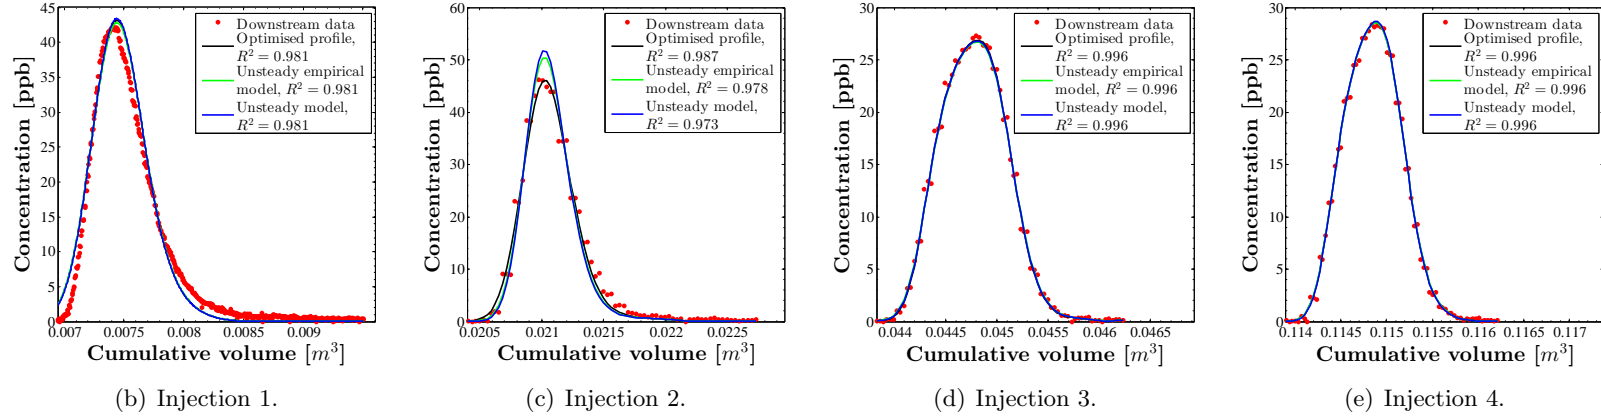 45
40
35
30
25
20
15
10
5
0
Concentration [ppb]
0.007 0.0075 0.008 0.0085 0.009
Cumulative volume [m³]
Downstream data
Optimised profile,
R² = 0.981
Unsteady empirical
model, R² = 0.981
Unsteady model,
R² = 0.981
(b) Injection 1.
60
50
40
30
20
10
0
Concentration [ppb]
0.0205 0.021 0.0215 0.022 0.0225
Cumulative volume [m³]
Downstream data
Optimised profile,
R² = 0.987
Unsteady empirical
model, R² = 0.978
Unsteady model,
R² = 0.973
(c) Injection 2.
30
25
20
15
10
5
0
Concentration [ppb]
0.044 0.0445 0.045 0.0455 0.046 0.0465
Cumulative volume [m³]
Downstream data
Optimised profile,
R² = 0.996
Unsteady empirical
model, R² = 0.996
Unsteady model,
R² = 0.996
(d) Injection 3.
30
25
20
15
10
5
0
Concentration [ppb]
0.114 0.1145 0.115 0.1155 0.116 0.1165 0.117
Cumulative volume [m³]
Downstream data
Optimised profile,
R² = 0.996
Unsteady empirical
model, R² = 0.996
Unsteady model,
R² = 0.996
(e) Injection 4.